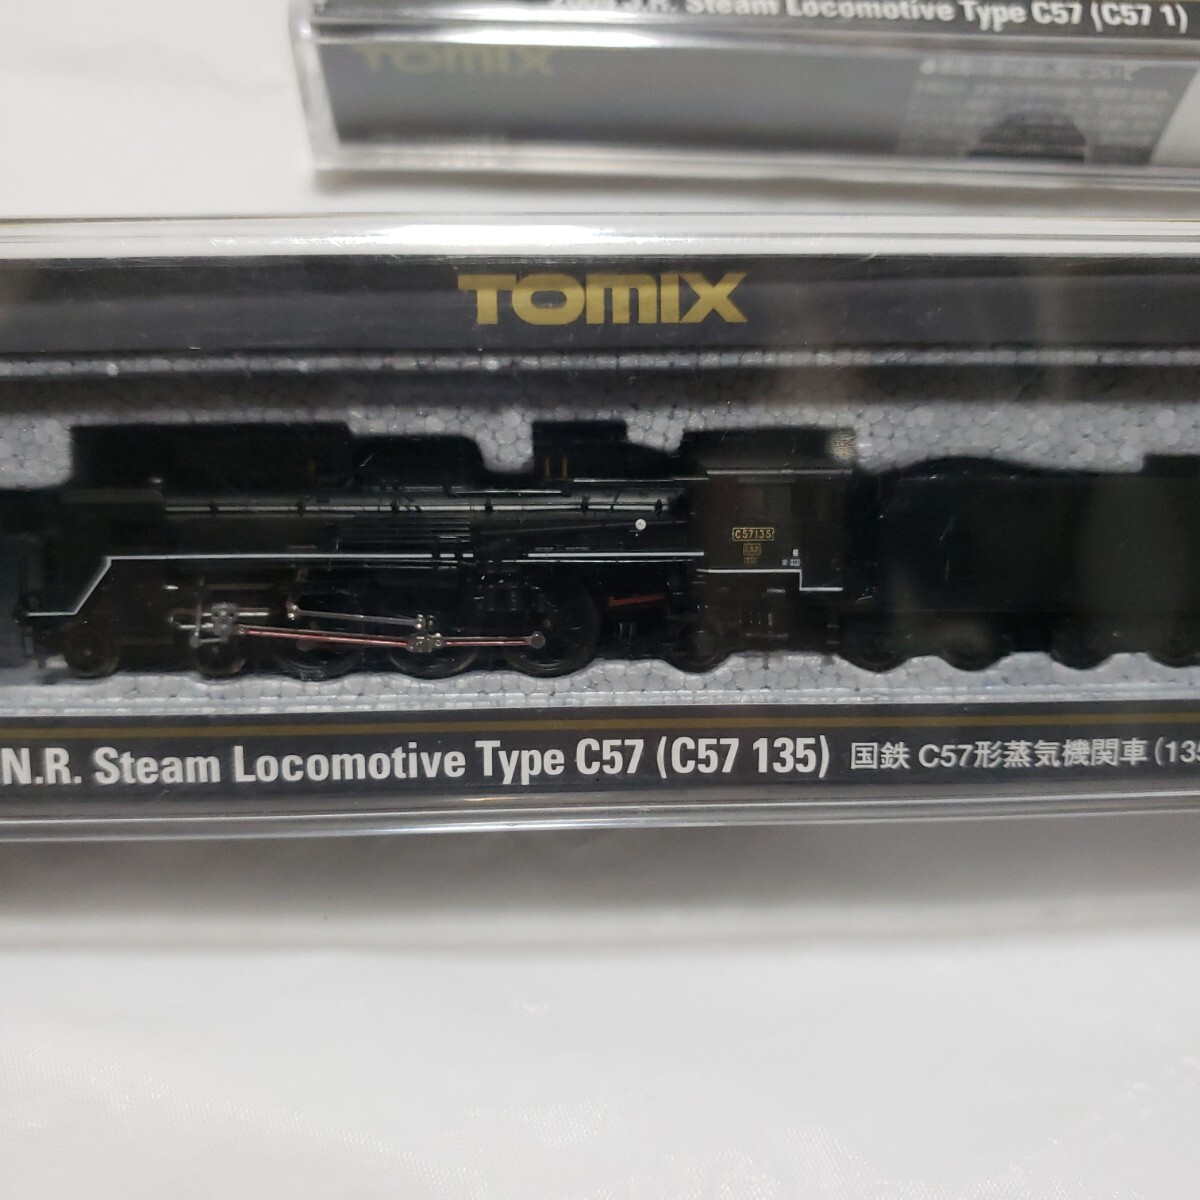 J.R. Steam Locomotive Type C57 (C57 1)
TOMIX
TOMIX
C57135
N.R. Steam Locomotive Type C57 (C57 135) 国鉄 C57形蒸気機関車(135